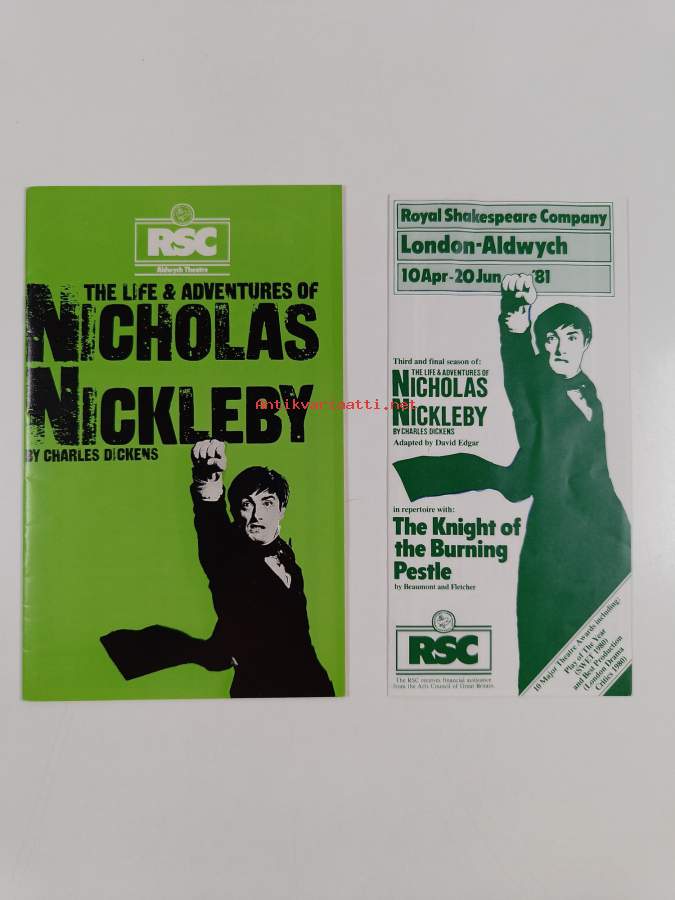 RSC
Aldwych Theatre
THE LIFE & ADVENTURES OF
NICHOLAS
NICKLEBY
BY CHARLES DICKENS
Royal Shakespeare Company
London-Aldwych
10 Apr-20 Jun '81
Third and final season of:
THE LIFE & ADVENTURES OF
NICHOLAS
NICKLEBY
BY CHARLES DICKENS
Adapted by David Edgar
in repertoire with:
The Knight of
the Burning
Pestle
by Beaumont and Fletcher
RSC
The RSC receives financial assistance
from the Arts Council of Great Britain.
10 Major Theatre Awards including:
Play of The Year
(SWET 1980)
and Best Production
(London Drama
Critics 1980)
Antikvariaatti.net